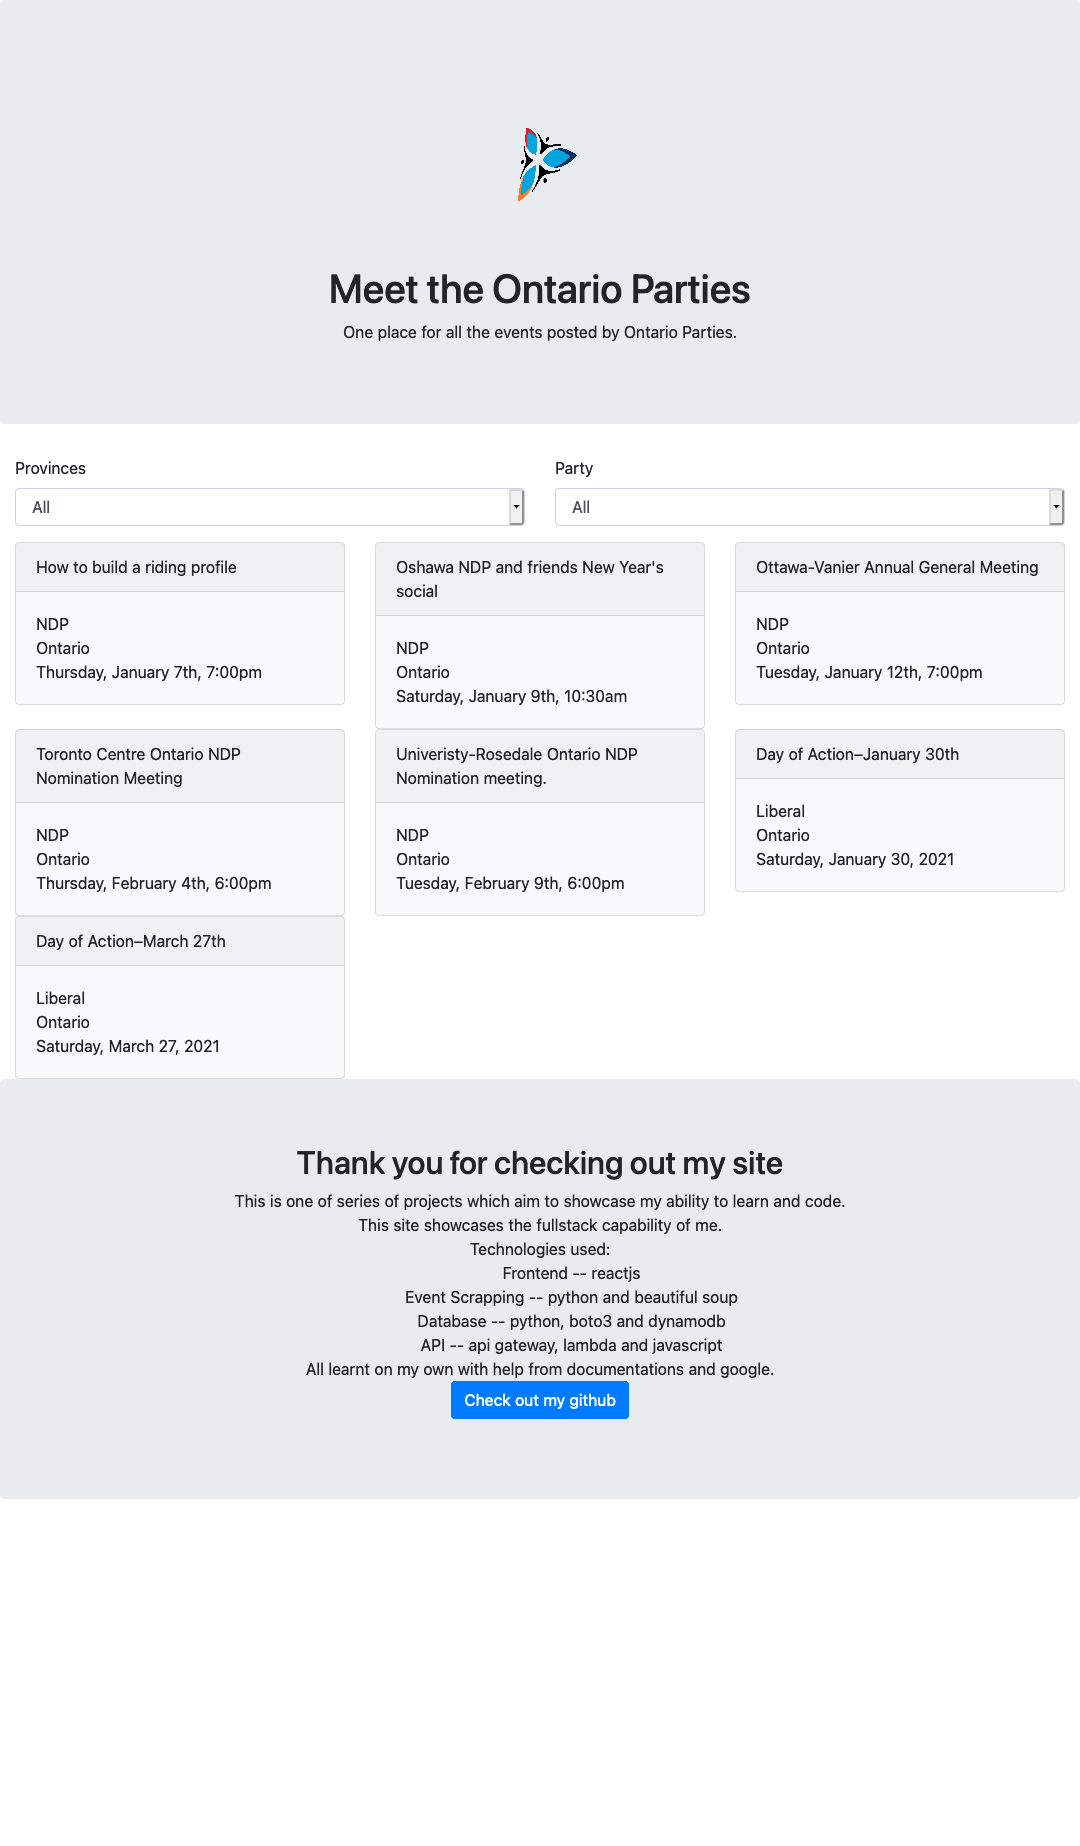 Meet the Ontario Parties
One place for all the events posted by Ontario Parties.
Provinces
All
Party
All
How to build a riding profile
NDP
Ontario
Thursday, January 7th, 7:00pm
Oshawa NDP and friends New Year's
social
NDP
Ontario
Saturday, January 9th, 10:30am
Ottawa-Vanier Annual General Meeting
NDP
Ontario
Tuesday, January 12th, 7:00pm
Toronto Centre Ontario NDP
Nomination Meeting
NDP
Ontario
Thursday, February 4th, 6:00pm
Univeristy-Rosedale Ontario NDP
Nomination meeting.
NDP
Ontario
Tuesday, February 9th, 6:00pm
Day of Action–January 30th
Liberal
Ontario
Saturday, January 30, 2021
Day of Action–March 27th
Liberal
Ontario
Saturday, March 27, 2021
Thank you for checking out my site
This is one of series of projects which aim to showcase my ability to learn and code.
This site showcases the fullstack capability of me.
Technologies used:
Frontend -- reactjs
Event Scrapping -- python and beautiful soup
Database -- python, boto3 and dynamodb
API -- api gateway, lambda and javascript
All learnt on my own with help from documentations and google.
Check out my github